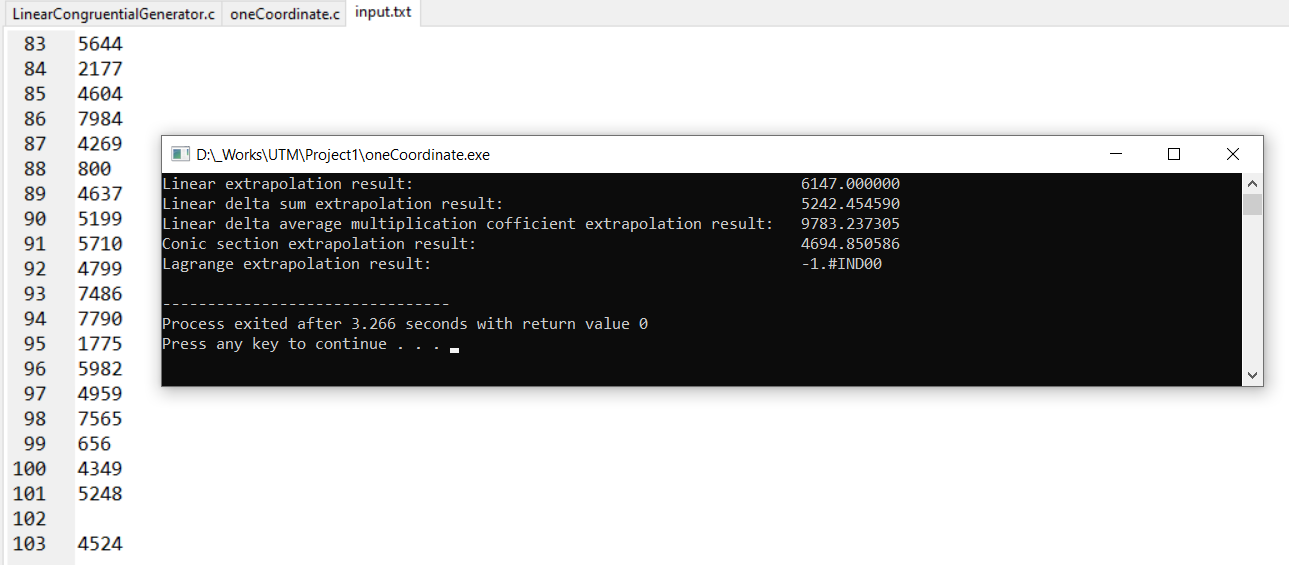 LinearCongruentialGenerator.c oneCoordinate.c input.txt
83 5644
84 2177
85 4604
86 7984
87 4269
88 800
89 4637
90 5199
91 5710
92 4799
93 7486
94 7790
95 1775
96 5982
97 4959
98 7565
99 656
100 4349
101 5248
102
103 4524
D:\_Works\UTM\Project1\oneCoordinate.exe
Linear extrapolation result: 6147.000000
Linear delta sum extrapolation result: 5242.454590
Linear delta average multiplication cofficient extrapolation result: 9783.237305
Conic section extrapolation result: 4694.850586
Lagrange extrapolation result: -1.#IND00
--------------------------------
Process exited after 3.266 seconds with return value 0
Press any key to continue . . .